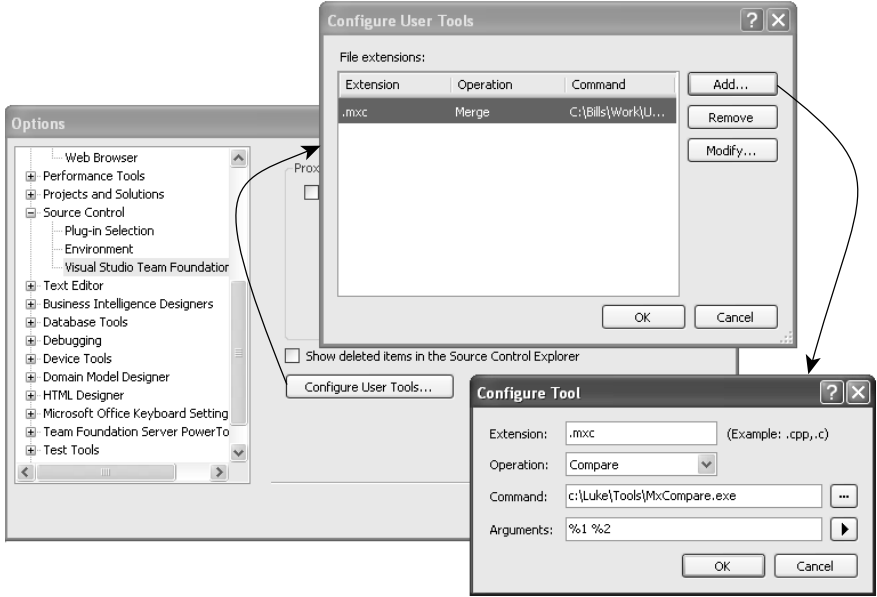 Configure User Tools
File extensions:
Extension Operation Command
.mxc Merge C:\Bills\Work\U...
Add...
Remove
Modify...
OK Cancel
Options
Web Browser
Performance Tools
Projects and Solutions
Source Control
Plug-in Selection
Environment
Visual Studio Team Foundation
Text Editor
Business Intelligence Designers
Database Tools
Debugging
Device Tools
Domain Model Designer
HTML Designer
Microsoft Office Keyboard Setting
Team Foundation Server PowerTo
Test Tools
Prox
Show deleted items in the Source Control Explorer
Configure User Tools...
Configure Tool
Extension: .mxc (Example: .cpp,.c)
Operation: Compare
Command: c:\Luke\Tools\MxCompare.exe ...
Arguments: %1 %2
OK Cancel